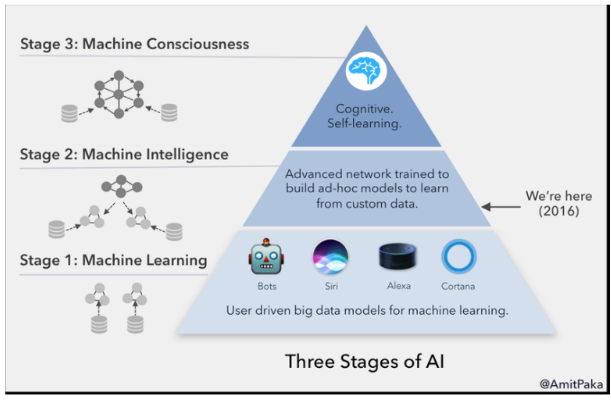 Stage 3: Machine Consciousness
Cognitive.
Self-learning.
Stage 2: Machine Intelligence
Advanced network trained to
build ad-hoc models to learn
from custom data.
We're here
(2016)
Stage 1: Machine Learning
Bots
Siri
Alexa
Cortana
User driven big data models for machine learning.
Three Stages of AI
@AmitPaka